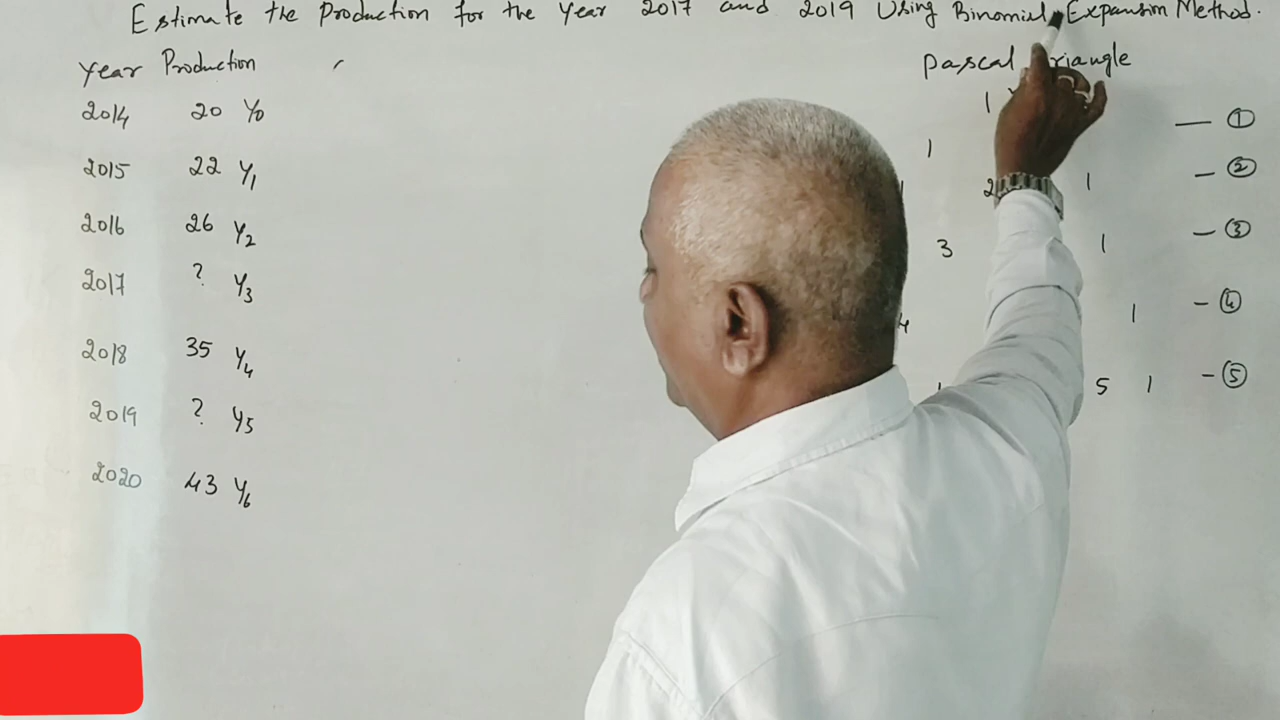 Estimate the Production for the Year 2017 and 2019 Using Binomial Expansion Method.
Year Production
Pascal
2014 20 Y0
1
— ①
2015 22 Y1
1
— ②
2 1
2016 26 Y2
3 1 — ③
2017 ? Y3
1 — ④
2018 35 Y4
4
5 1 — ⑤
2019 ? Y5
2020 43 Y6